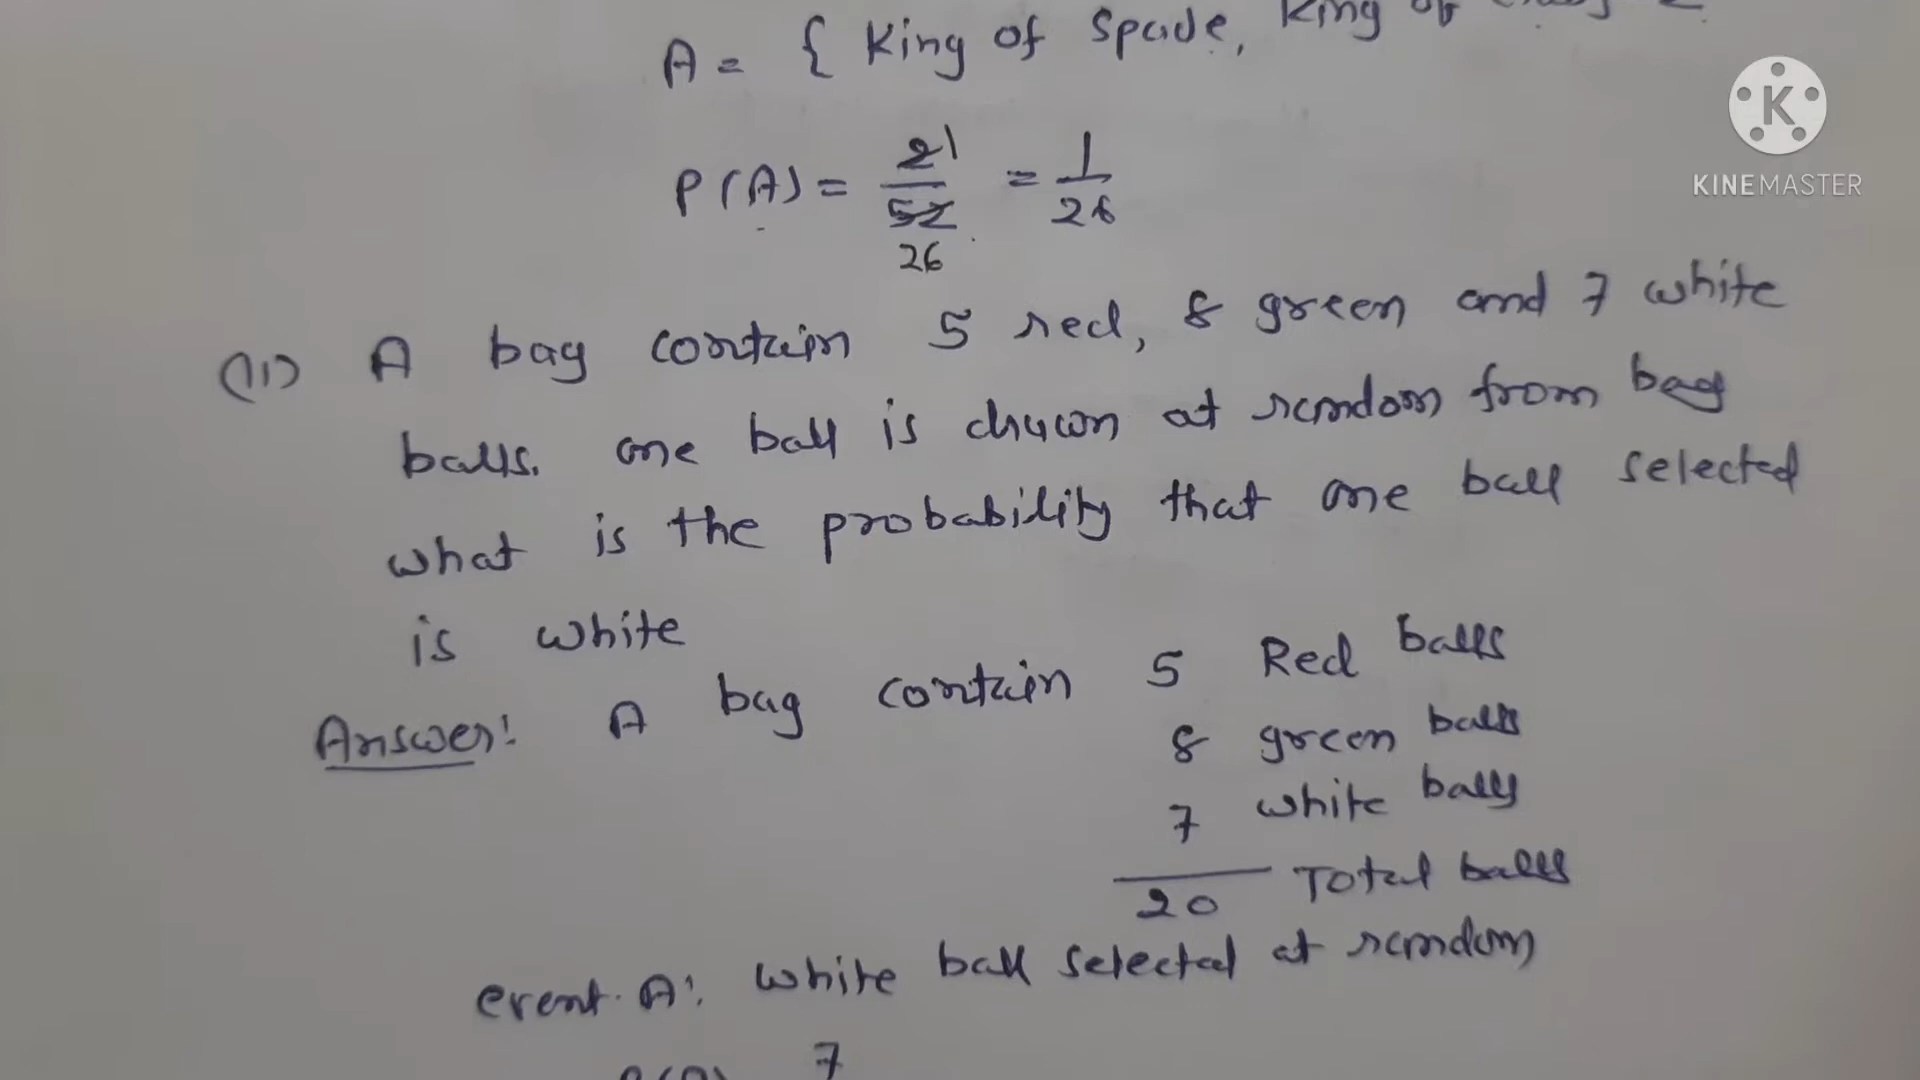 A = { King of Spade, King of
P(A) = 2 1 / 52 26 = 1 / 26
K
KINEMASTER
(11) A bag contain 5 red, 8 green and 7 white
balls. one ball is drawn at random from bag
what is the probability that one ball selected
is white
Answer: A bag contain 5 Red balls
8 green balls
7 white balls
20 Total balls
event A: white ball selected at random
P(A) 7